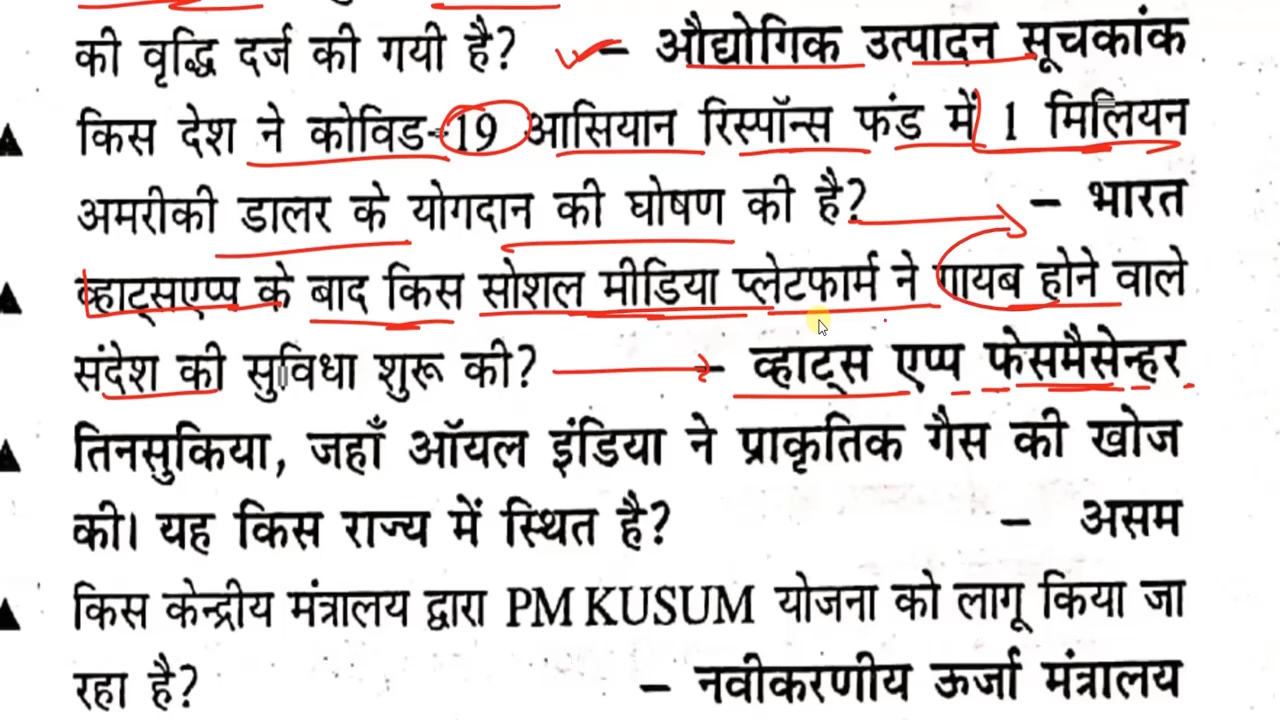 की वृद्धि दर्ज की गयी है? – औद्योगिक उत्पादन सूचकांक
▲ किस देश ने कोविड-19 आसियान रिस्पॉन्स फंड में 1 मिलियन
अमरीकी डालर के योगदान की घोषण की है? – भारत
▲ व्हाट्सएप्प के बाद किस सोशल मीडिया प्लेटफार्म ने गायब होने वाले
संदेश की सुविधा शुरू की? – व्हाट्स एप्प फेसमैसेन्हर
▲ तिनसुकिया, जहाँ ऑयल इंडिया ने प्राकृतिक गैस की खोज
की। यह किस राज्य में स्थित है? – असम
▲ किस केन्द्रीय मंत्रालय द्वारा PM KUSUM योजना को लागू किया जा
रहा है? – नवीकरणीय ऊर्जा मंत्रालय